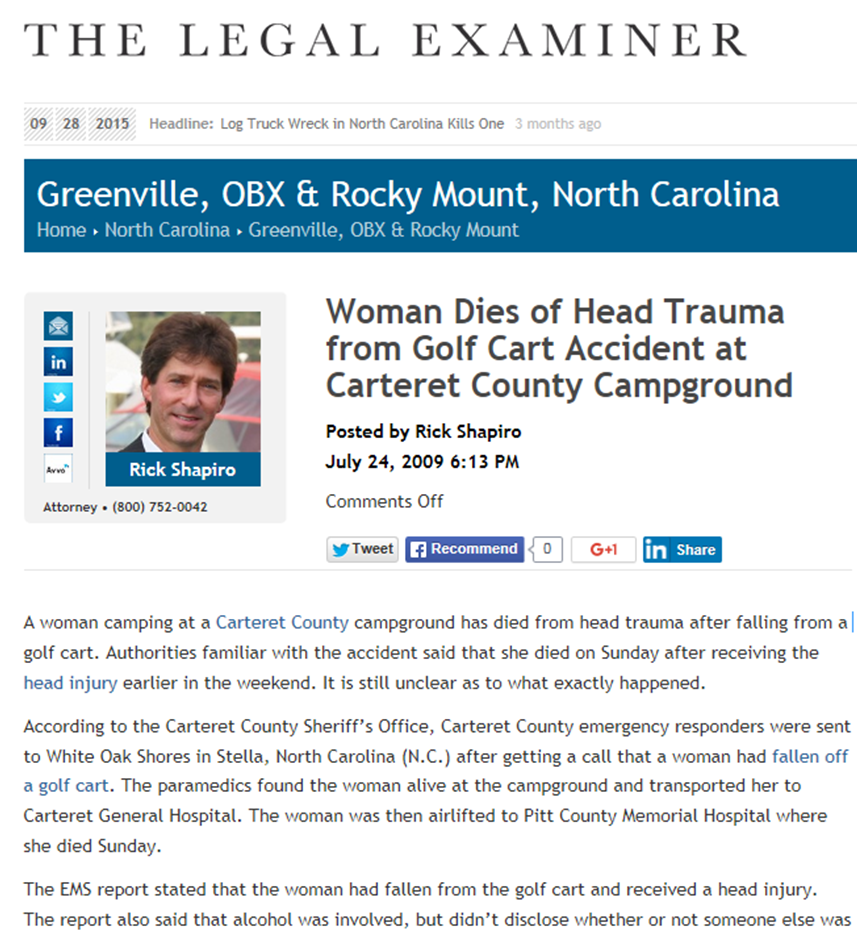 THE LEGAL EXAMINER
09 28 2015 Headline: Log Truck Wreck in North Carolina Kills One 3 months ago
Greenville, OBX & Rocky Mount, North Carolina
Home ▸ North Carolina ▸ Greenville, OBX & Rocky Mount
in
f
Avvo
Rick Shapiro
Attorney • (800) 752-0042
Woman Dies of Head Trauma
from Golf Cart Accident at
Carteret County Campground
Posted by Rick Shapiro
July 24, 2009 6:13 PM
Comments Off
Tweet f Recommend 0 G+1 in Share
A woman camping at a Carteret County campground has died from head trauma after falling from a
golf cart. Authorities familiar with the accident said that she died on Sunday after receiving the
head injury earlier in the weekend. It is still unclear as to what exactly happened.
According to the Carteret County Sheriff's Office, Carteret County emergency responders were sent
to White Oak Shores in Stella, North Carolina (N.C.) after getting a call that a woman had fallen off
a golf cart. The paramedics found the woman alive at the campground and transported her to
Carteret General Hospital. The woman was then airlifted to Pitt County Memorial Hospital where
she died Sunday.
The EMS report stated that the woman had fallen from the golf cart and received a head injury.
The report also said that alcohol was involved, but didn't disclose whether or not someone else was